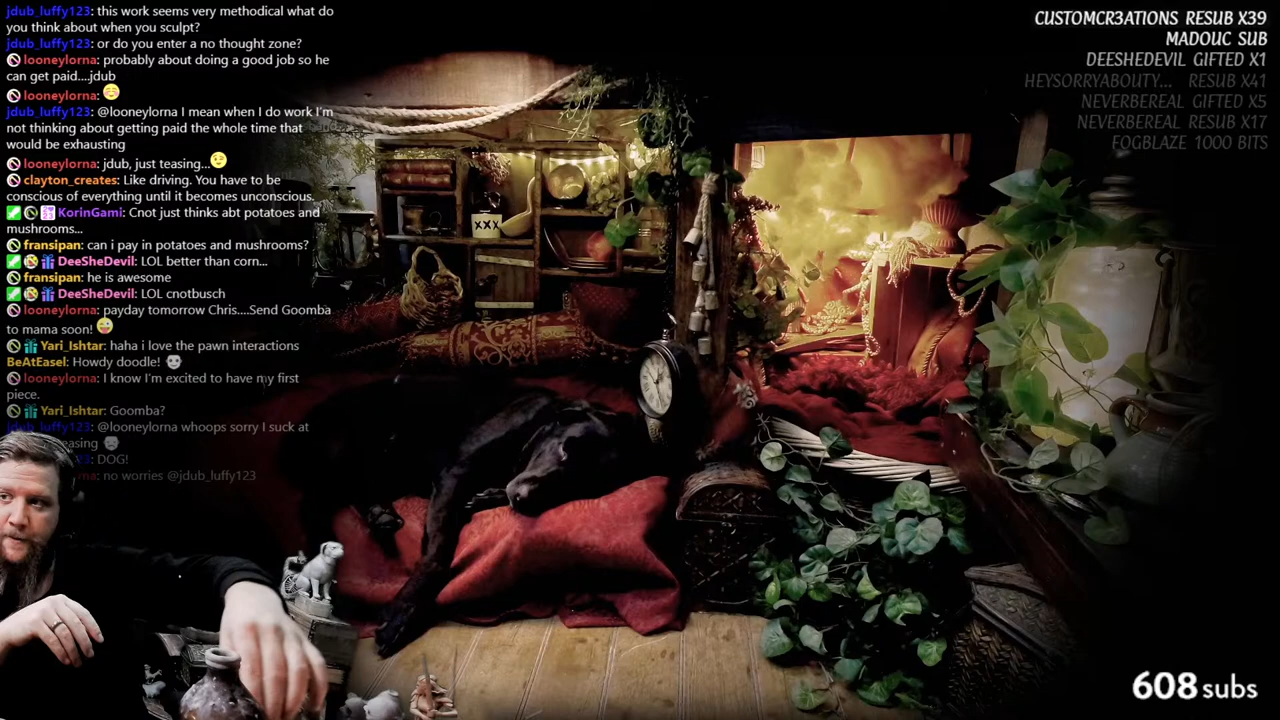 jdub_luffy123: this work seems very methodical what do
you think about when you sculpt?
jdub_luffy123: or do you enter a no thought zone?
looneylorna: probably about doing a good job so he
can get paid....jdub
looneylorna:
jdub_luffy123: @looneylorna I mean when I do work I'm
not thinking about getting paid the whole time that
would be exhausting
looneylorna: jdub, just teasing...
clayton_creates: Like driving. You have to be
conscious of everything until it becomes unconscious.
KorinGami: Cnot just thinks abt potatoes and
mushrooms...
fransipan: can i pay in potatoes and mushrooms?
DeeSheDevil: LOL better than corn...
fransipan: he is awesome
DeeSheDevil: LOL cnotbusch
looneylorna: payday tomorrow Chris....Send Goomba
to mama soon!
Yari_Ishtar: haha i love the pawn interactions
BeAtEasel: Howdy doodle!
looneylorna: I know I'm excited to have my first
piece.
Yari_Ishtar: Goomba?
jdub_luffy123: @looneylorna whoops sorry I suck at
easing
3: DOG!
na: no worries @jdub_luffy123
CUSTOMCR3ATIONS RESUB X39
MADOUC SUB
DEESHEDEVIL GIFTED X1
HEYSORRYABOUTY... RESUB X41
NEVERBEREAL GIFTED X5
NEVERBEREAL RESUB X17
FOGBLAZE 1000 BITS
XXX
608 subs